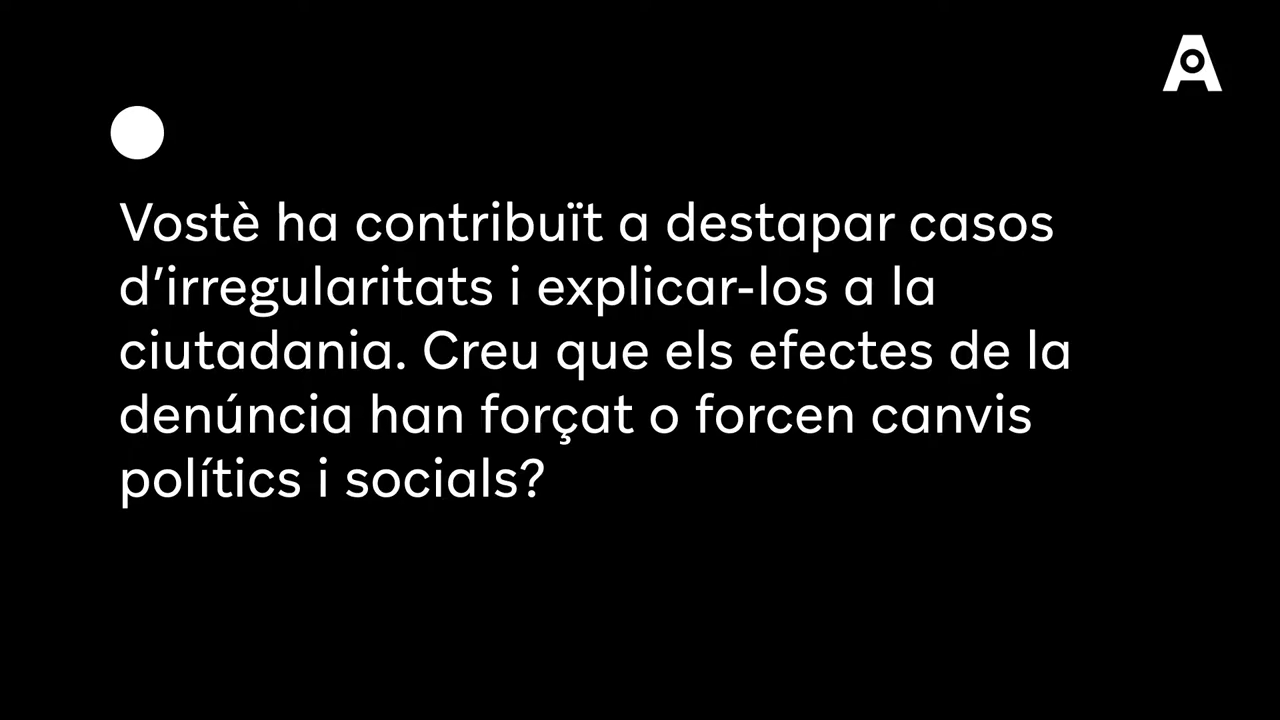 Vostè ha contribuït a destapar casos
d’irregularitats i explicar-los a la
ciutadania. Creu que els efectes de la
denúncia han forçat o forcen canvis
polítics i socials?